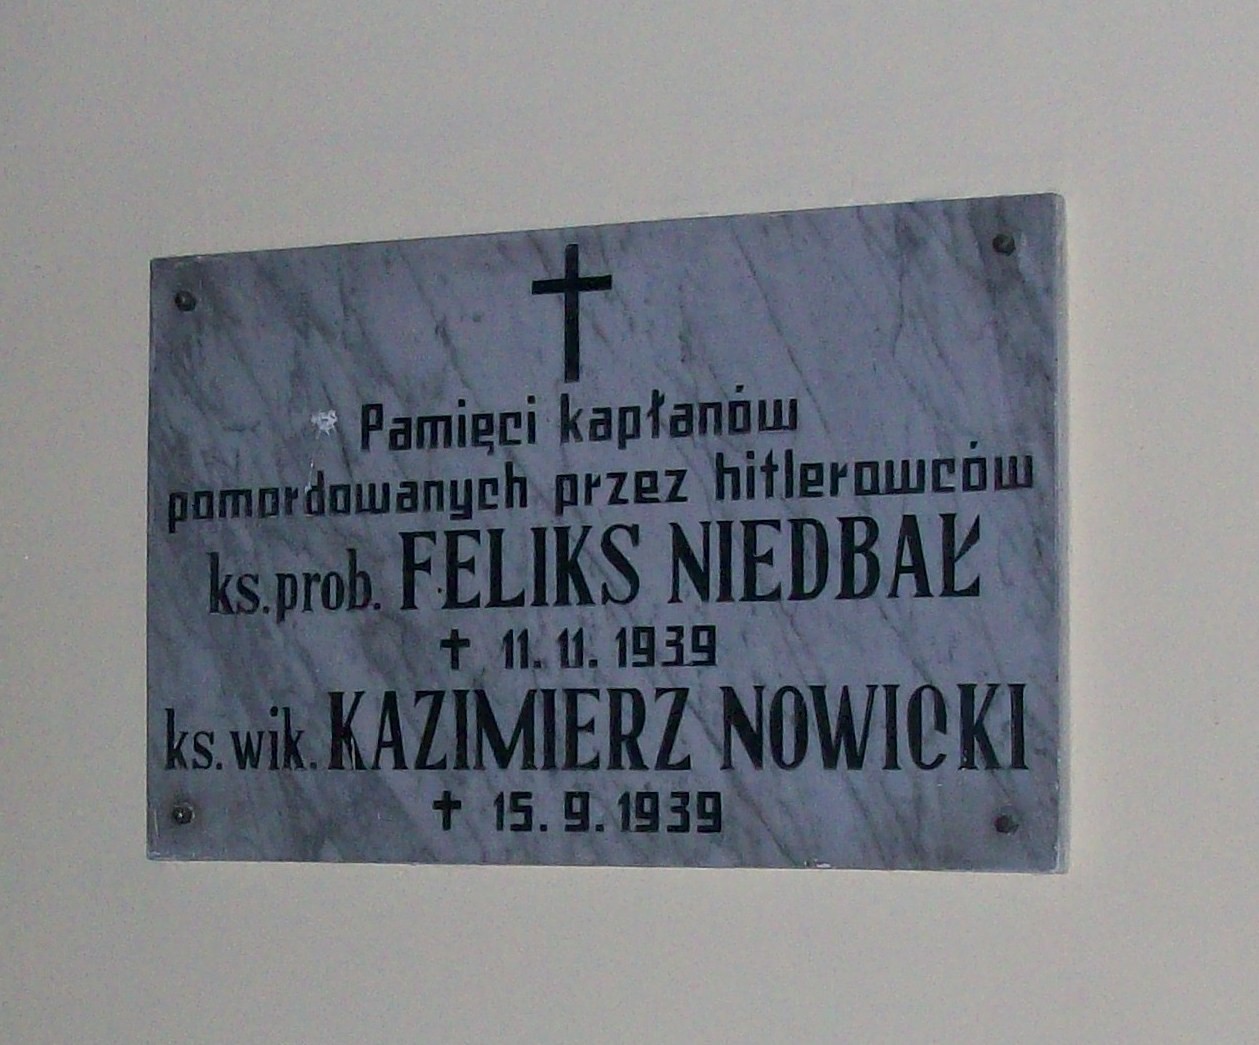 Pamięci kapłanów
pomordowanych przez hitlerowców
ks. prob. FELIKS NIEDBAŁ
✝ 11. 11. 1939
ks. wik. KAZIMIERZ NOWICKI
✝ 15. 9. 1939